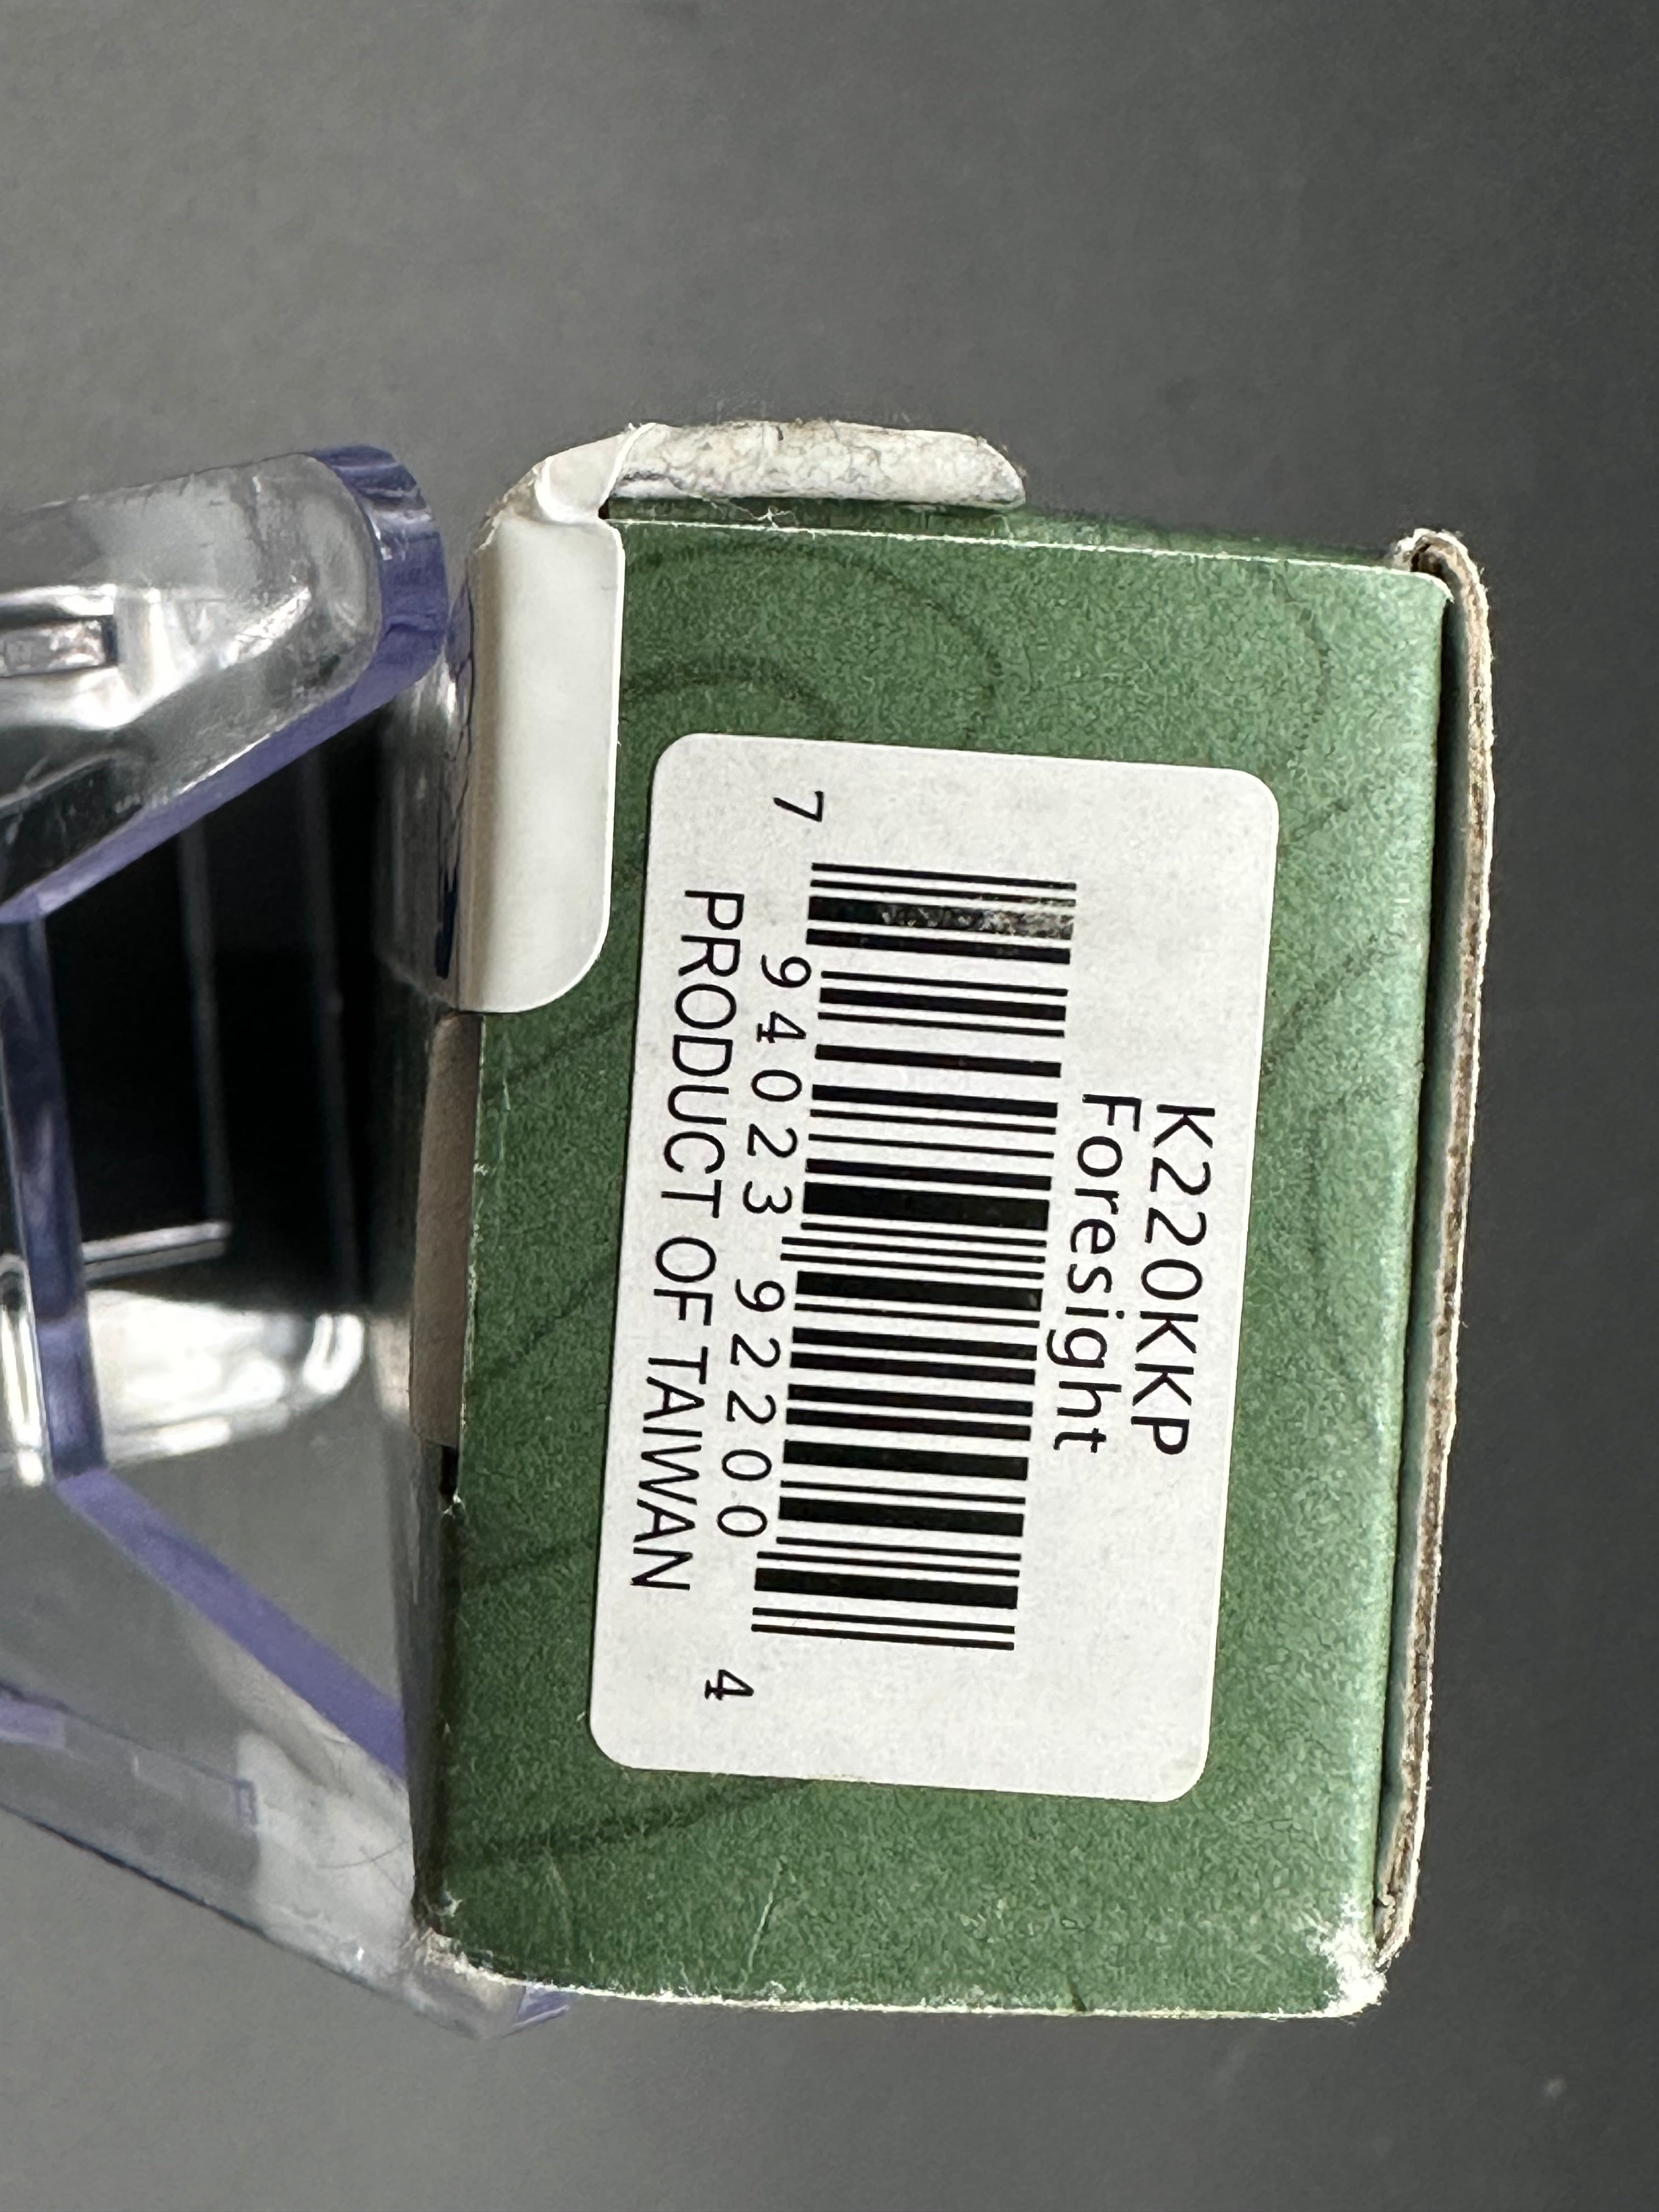 K220KKP
Foresight
7 94023 92200 4
PRODUCT OF TAIWAN